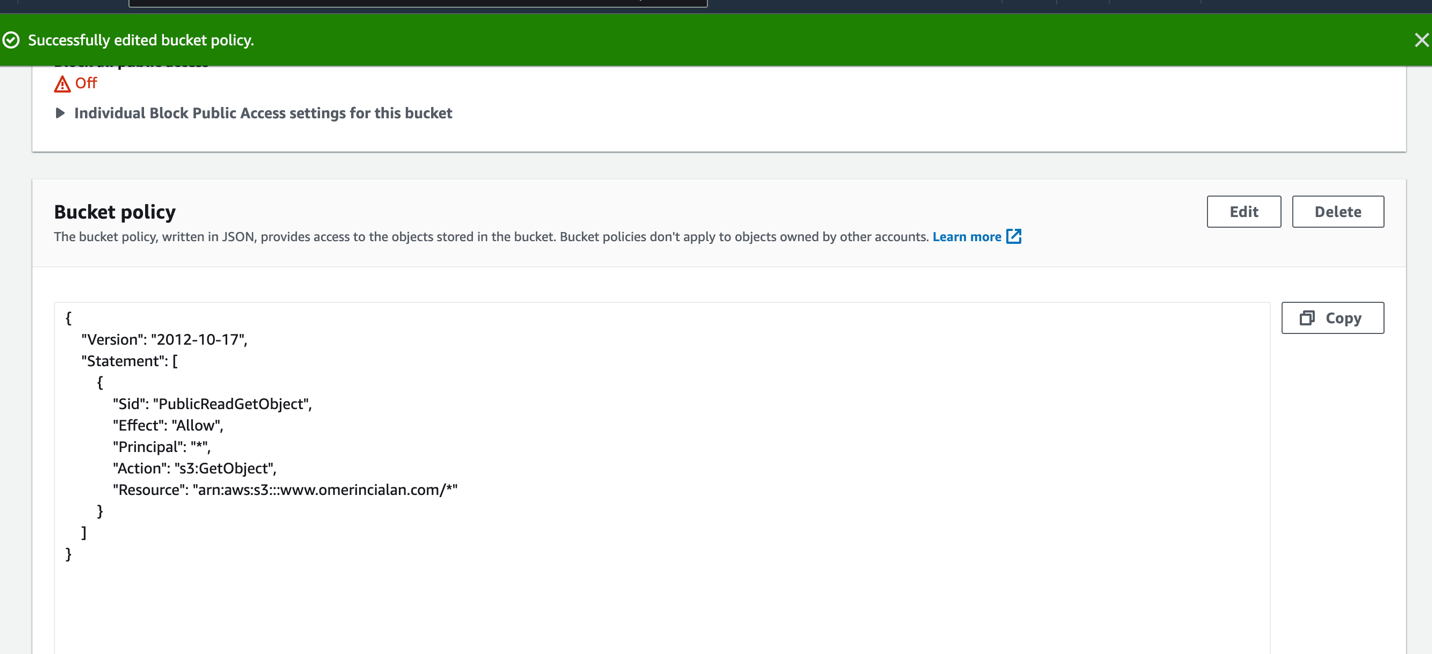 Successfully edited bucket policy.
Off
Individual Block Public Access settings for this bucket
Bucket policy
Edit
Delete
The bucket policy, written in JSON, provides access to the objects stored in the bucket. Bucket policies don't apply to objects owned by other accounts. Learn more
Copy
{
"Version": "2012-10-17",
"Statement": [
{
"Sid": "PublicReadGetObject",
"Effect": "Allow",
"Principal": "*",
"Action": "s3:GetObject",
"Resource": "arn:aws:s3:::www.omerincialan.com/*"
}
]
}